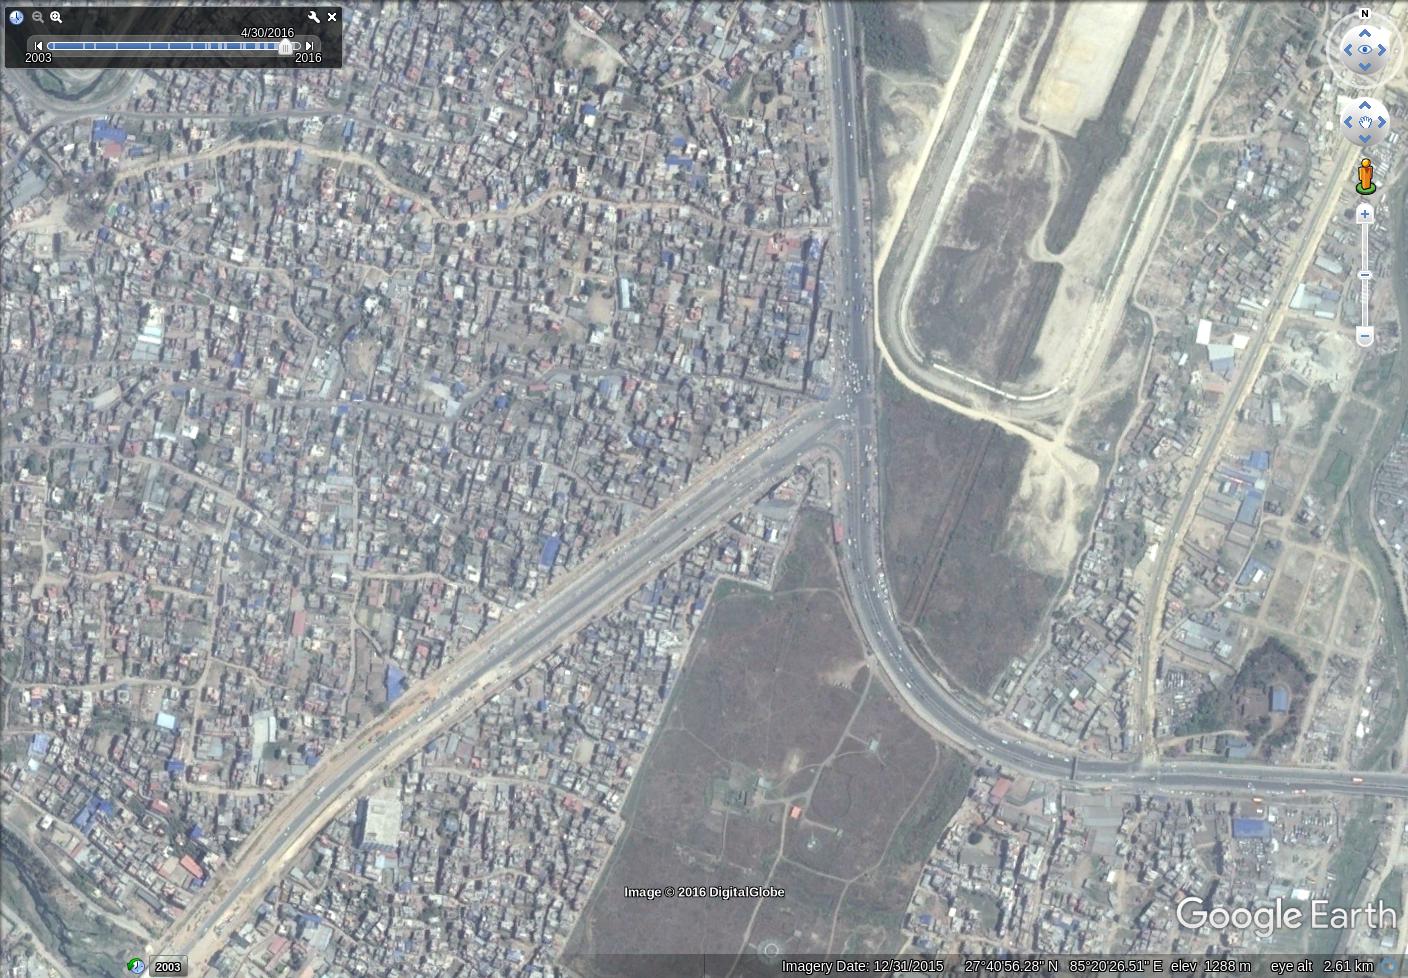 4/30/2016
2003
2016
N
Image © 2016 DigitalGlobe
Google Earth
2003
Imagery Date: 12/31/2015 27°40'56.28" N 85°20'26.51" E elev 1288 m eye alt 2.61 km